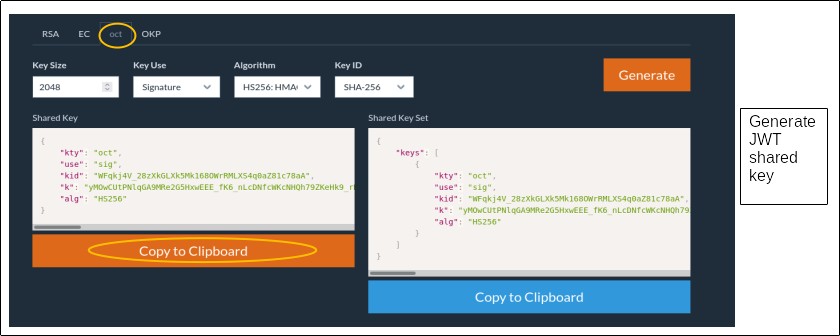 RSA EC oct OKP
Key Size Key Use Algorithm Key ID
2048 Signature HS256: HMA SHA-256 Generate
Shared Key
{
"kty": "oct",
"use": "sig",
"kid": "WFqkj4V_28zXkGLXk5Mk168OWrRMLXS4q0aZ81c78aA",
"k": "yMOwCUtPNlqGA9MRe2G5HxwEEE_fK6_nLcDNfcWKcNHQh79ZKeHk9_r
"alg": "HS256"
}
Copy to Clipboard
Shared Key Set
{
"keys": [
{
"kty": "oct",
"use": "sig",
"kid": "WFqkj4V_28zXkGLXk5Mk168OWrRMLXS4q0aZ81c78aA",
"k": "yMOwCUtPNlqGA9MRe2G5HxwEEE_fK6_nLcDNfcWKcNHQh79
"alg": "HS256"
}
]
}
Copy to Clipboard
Generate
JWT
shared
key